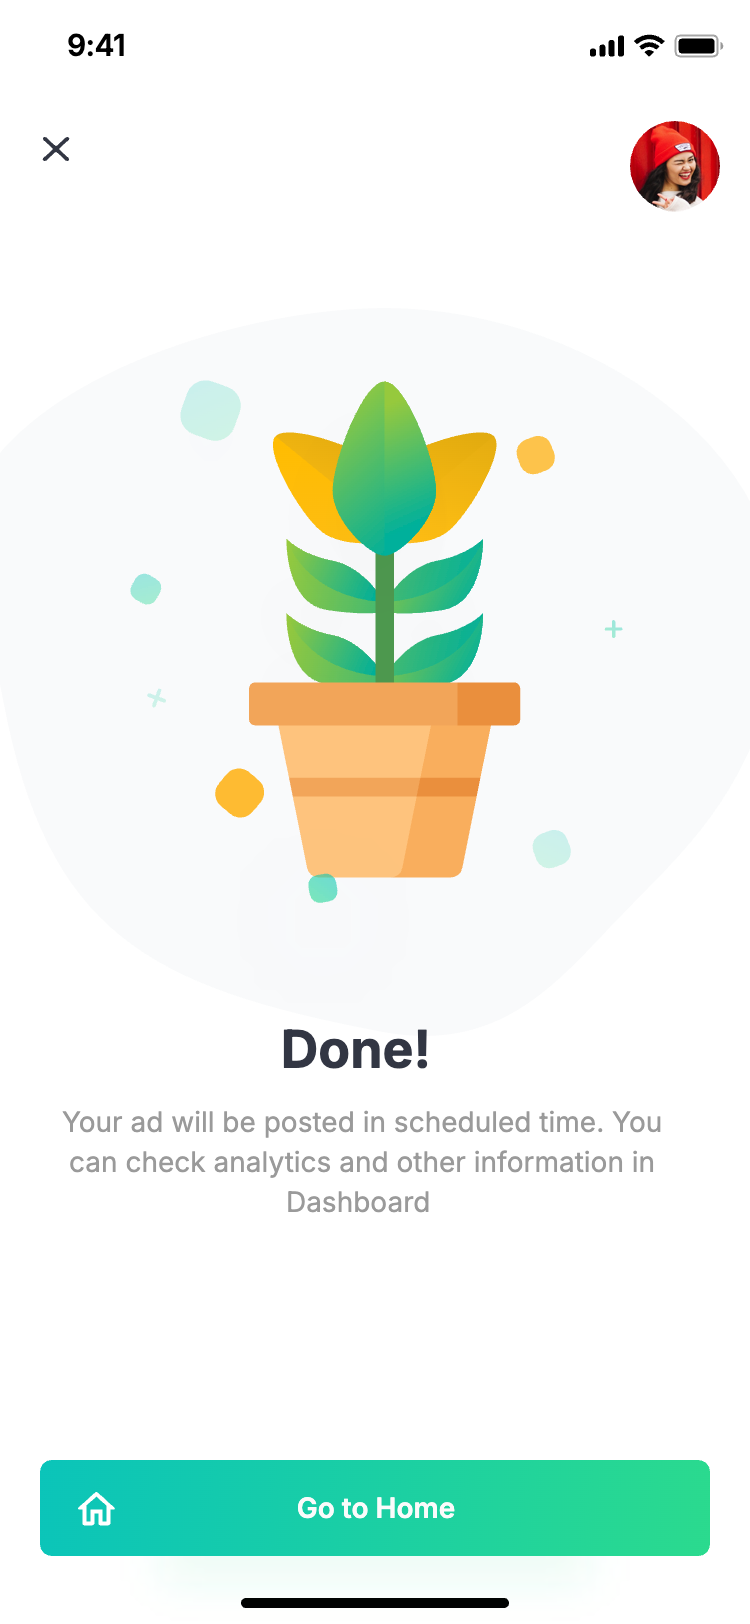 9:41
Done!
Your ad will be posted in scheduled time. You
can check analytics and other information in
Dashboard
Go to Home